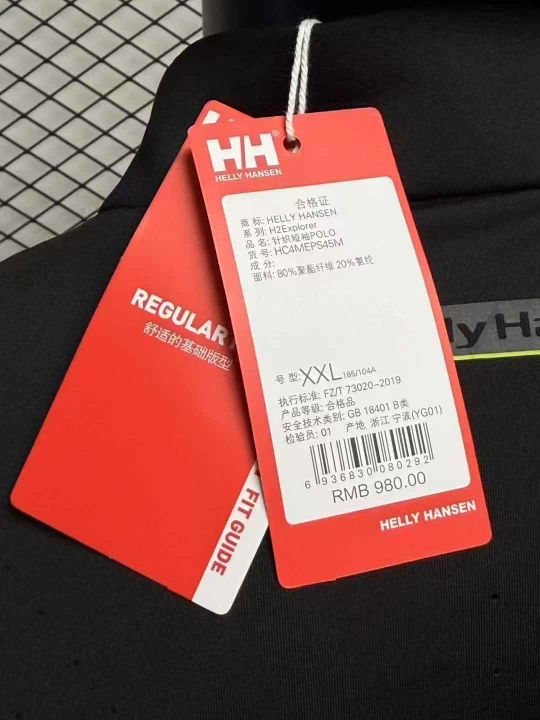 HH®
HELLY HANSEN
合格证
商 标: HELLY HANSEN
系 列: H2Explorer
品 名: 针织短袖POLO
货 号: HC4MEPS45M
成 分:
面料: 80%聚酯纤维 20%氨纶
号 型: XXL 185/104A
执行标准: FZ/T 73020-2019
产品等级: 合格品
安全技术类别: GB 18401 B类
检验员: 01 产地 浙江 宁波(YG01)
6 936830 080292
RMB 980.00
HELLY HANSEN
REGULAR
舒适的基础版型
FIT GUIDE
lly Ha